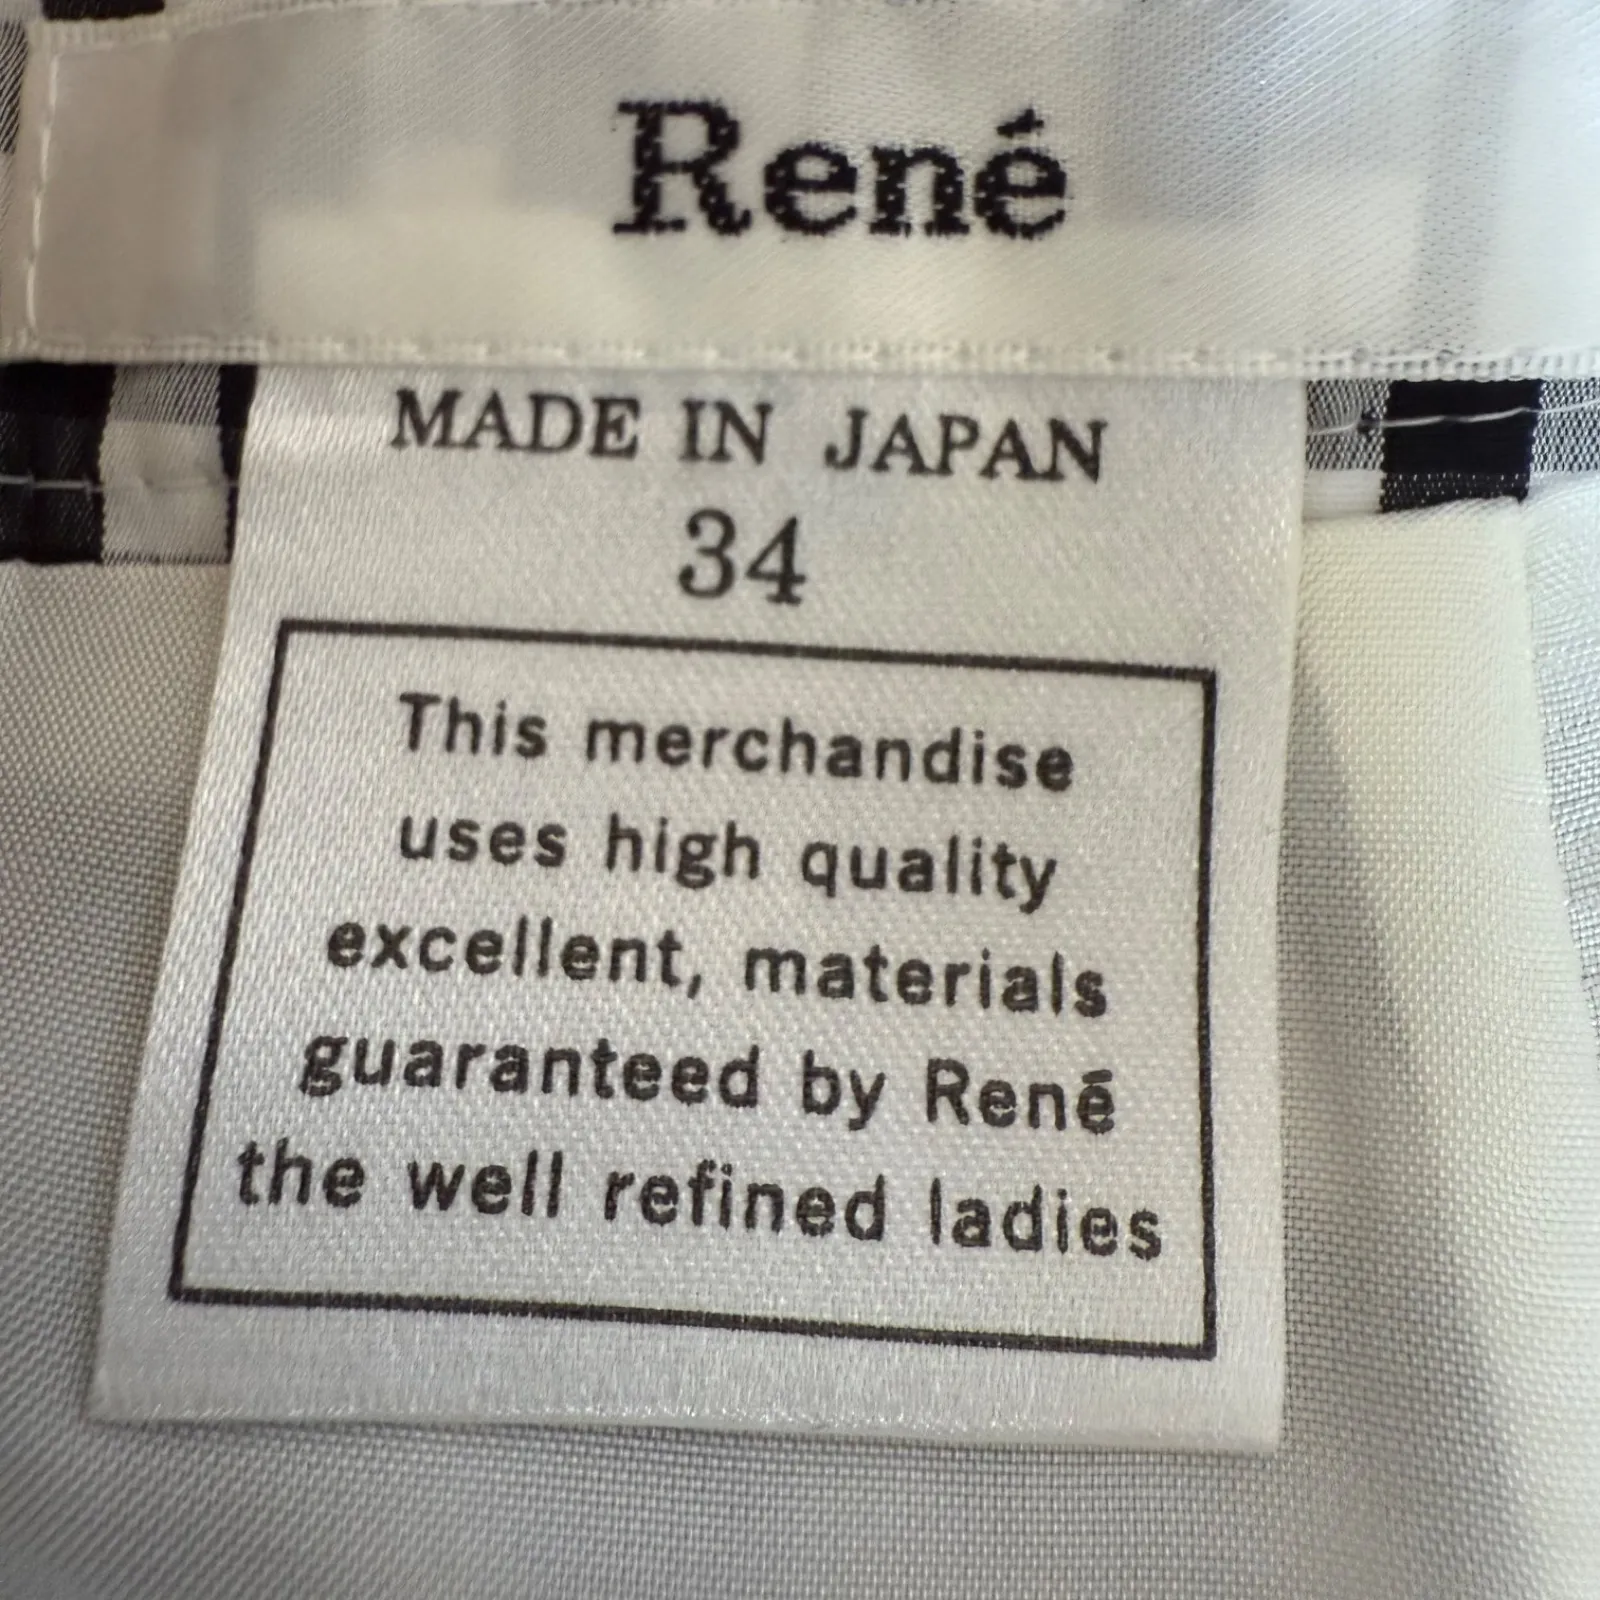 René
MADE IN JAPAN
34
This merchandise
uses high quality
excellent, materials
guaranteed by René
the well refined ladies